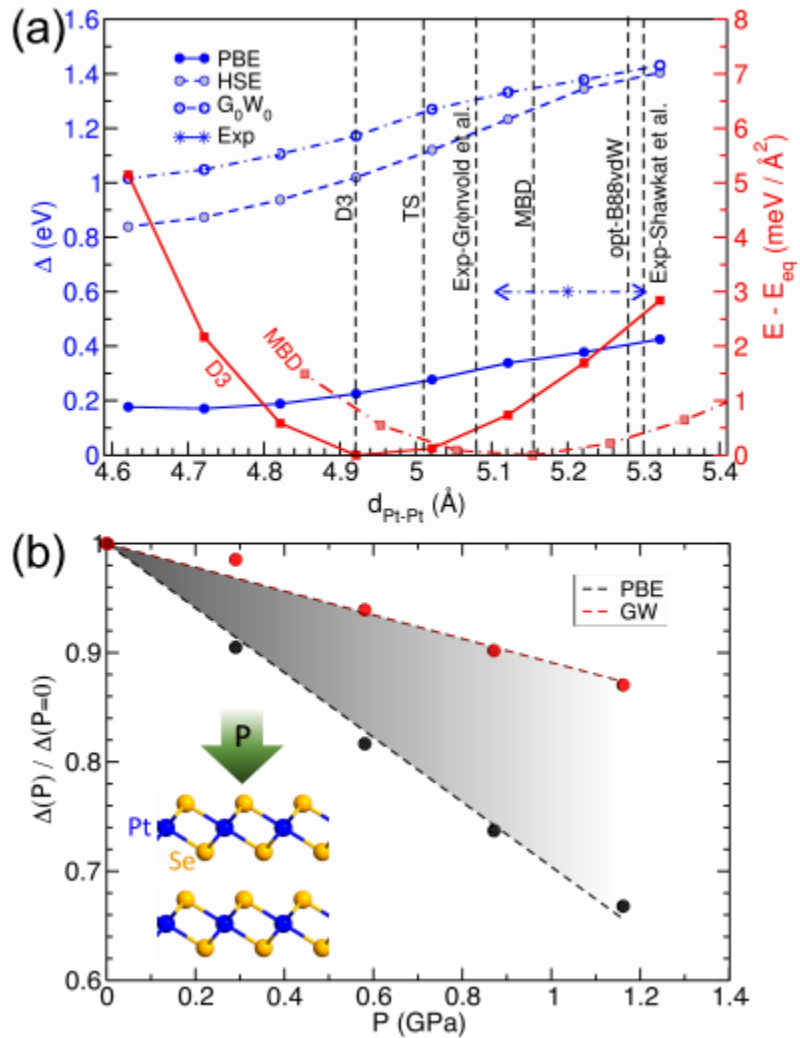 (a)
1.6
1.4
1.2
1
0.8
0.6
0.4
0.2
0
Δ (eV)
PBE
HSE
G₀W₀
Exp
D3
TS
Exp-Grφnvold et al.
MBD
opt-B88vdW
Exp-Shawkat et al.
MBD
D3
8
7
6
5
4
3
2
1
0
E - Eeq (meV / Å²)
4.6 4.7 4.8 4.9 5 5.1 5.2 5.3 5.4
dPt-Pt (Å)
(b)
1
0.9
0.8
0.7
0.6
Δ(P) / Δ(P=0)
PBE
GW
P
Pt
Se
0 0.2 0.4 0.6 0.8 1 1.2 1.4
P (GPa)